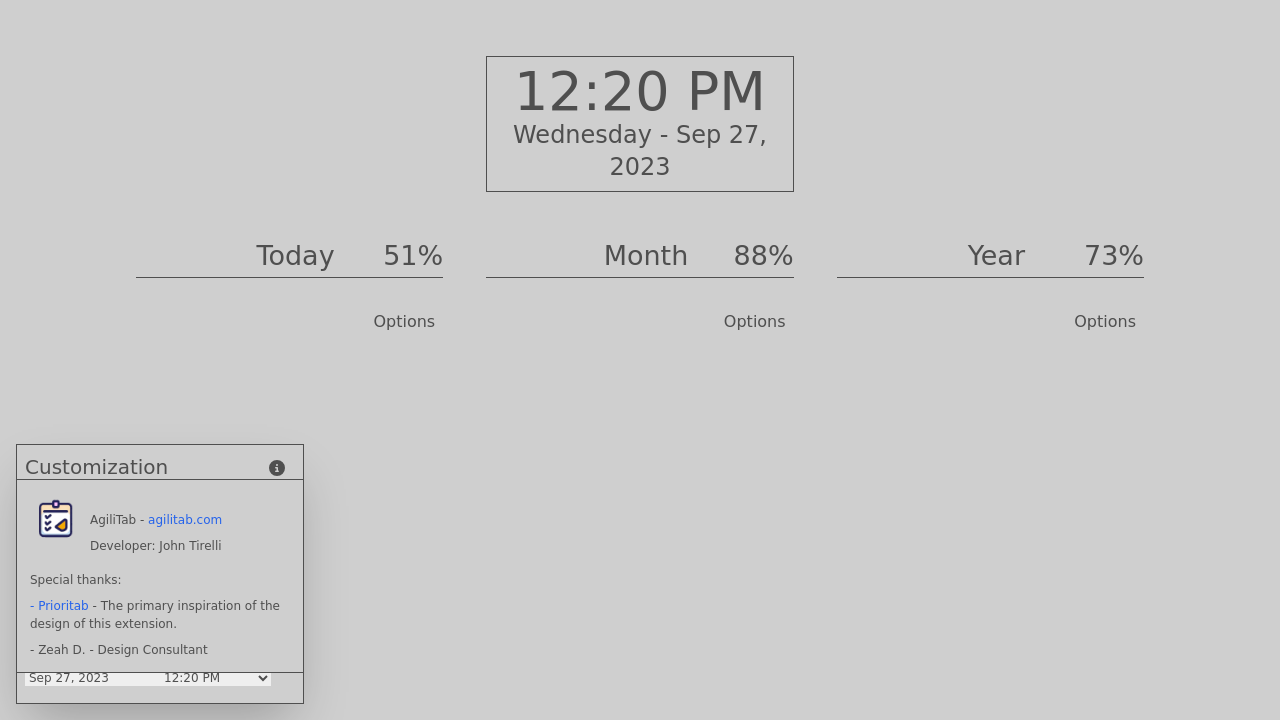 12:20 PM
Wednesday - Sep 27,
2023
Today 51%
Month 88%
Year 73%
Options
Options
Options
Customization
AgiliTab - agilitab.com
Developer: John Tirelli
Special thanks:
- Prioritab - The primary inspiration of the
design of this extension.
- Zeah D. - Design Consultant
Sep 27, 2023 12:20 PM